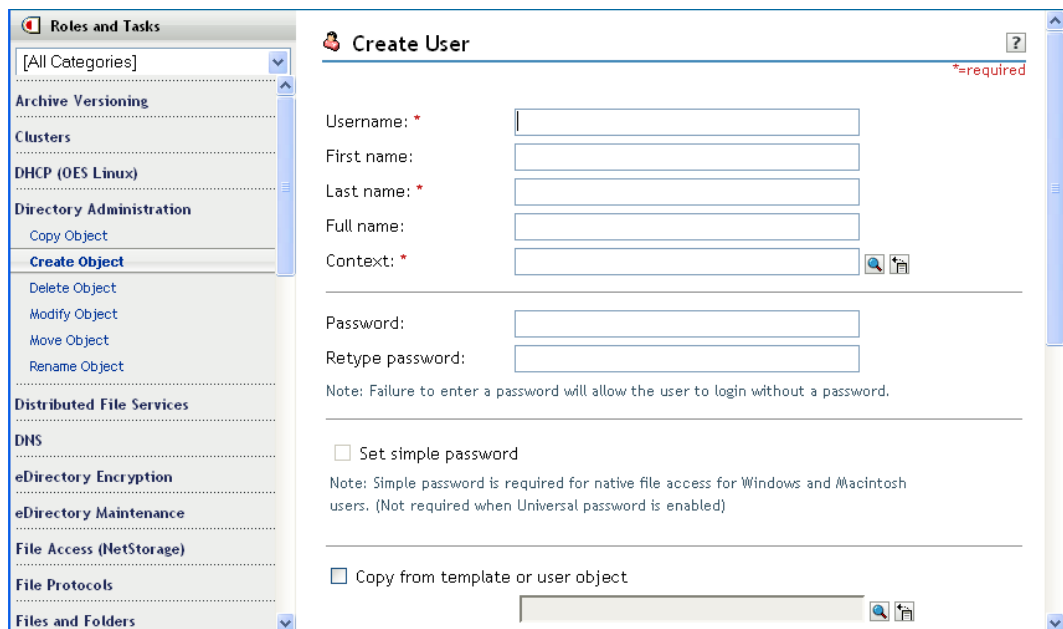 Roles and Tasks
[All Categories]
Archive Versioning
Clusters
DHCP (OES Linux)
Directory Administration
Copy Object
Create Object
Delete Object
Modify Object
Move Object
Rename Object
Distributed File Services
DNS
eDirectory Encryption
eDirectory Maintenance
File Access (NetStorage)
File Protocols
Files and Folders
Create User
?
*=required
Username: *
First name:
Last name: *
Full name:
Context: *
Password:
Retype password:
Note: Failure to enter a password will allow the user to login without a password.
Set simple password
Note: Simple password is required for native file access for Windows and Macintosh
users. (Not required when Universal password is enabled)
Copy from template or user object